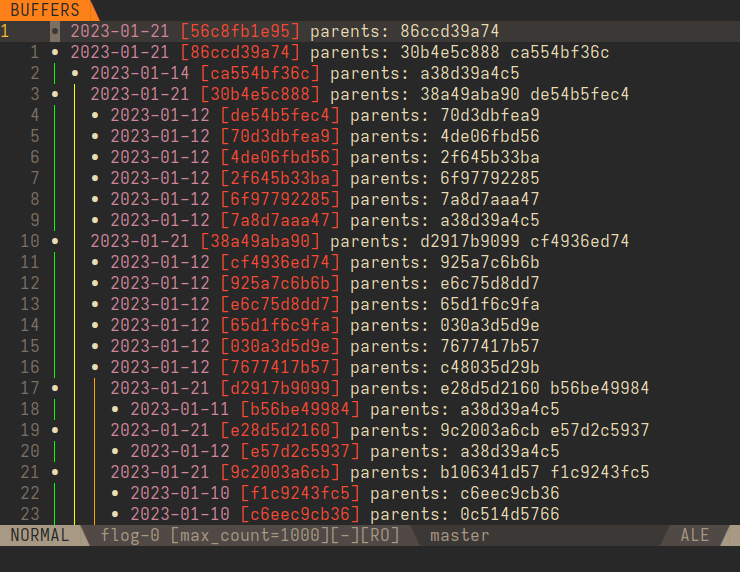 BUFFERS
1 • 2023-01-21 [56c8fb1e95] parents: 86ccd39a74
1 • 2023-01-21 [86ccd39a74] parents: 30b4e5c888 ca554bf36c
2 • 2023-01-14 [ca554bf36c] parents: a38d39a4c5
3 • 2023-01-21 [30b4e5c888] parents: 38a49aba90 de54b5fec4
4 • 2023-01-12 [de54b5fec4] parents: 70d3dbfea9
5 • 2023-01-12 [70d3dbfea9] parents: 4de06fbd56
6 • 2023-01-12 [4de06fbd56] parents: 2f645b33ba
7 • 2023-01-12 [2f645b33ba] parents: 6f97792285
8 • 2023-01-12 [6f97792285] parents: 7a8d7aaa47
9 • 2023-01-12 [7a8d7aaa47] parents: a38d39a4c5
10 • 2023-01-21 [38a49aba90] parents: d2917b9099 cf4936ed74
11 • 2023-01-12 [cf4936ed74] parents: 925a7c6b6b
12 • 2023-01-12 [925a7c6b6b] parents: e6c75d8dd7
13 • 2023-01-12 [e6c75d8dd7] parents: 65d1f6c9fa
14 • 2023-01-12 [65d1f6c9fa] parents: 030a3d5d9e
15 • 2023-01-12 [030a3d5d9e] parents: 7677417b57
16 • 2023-01-12 [7677417b57] parents: c48035d29b
17 • 2023-01-21 [d2917b9099] parents: e28d5d2160 b56be49984
18 • 2023-01-11 [b56be49984] parents: a38d39a4c5
19 • 2023-01-21 [e28d5d2160] parents: 9c2003a6cb e57d2c5937
20 • 2023-01-12 [e57d2c5937] parents: a38d39a4c5
21 • 2023-01-21 [9c2003a6cb] parents: b106341d57 f1c9243fc5
22 • 2023-01-10 [f1c9243fc5] parents: c6eec9cb36
23 • 2023-01-10 [c6eec9cb36] parents: 0c514d5766
NORMAL flog-0 [max_count=1000][-][RO] master ALE